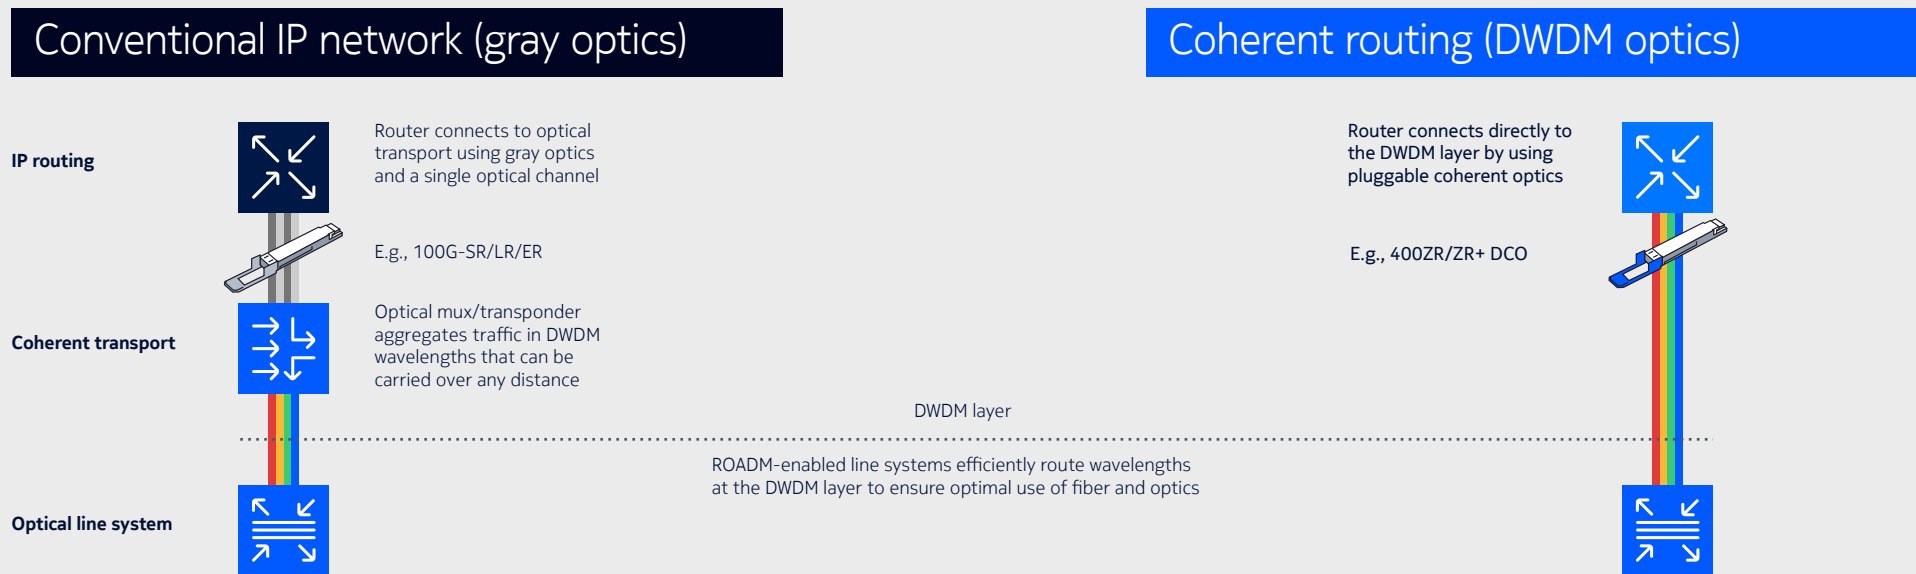 Conventional IP network (gray optics)
Coherent routing (DWDM optics)
IP routing
Router connects to optical
transport using gray optics
and a single optical channel
Router connects directly to
the DWDM layer by using
pluggable coherent optics
E.g., 100G-SR/LR/ER
E.g., 400ZR/ZR+ DCO
Coherent transport
Optical mux/transponder
aggregates traffic in DWDM
wavelengths that can be
carried over any distance
DWDM layer
ROADM-enabled line systems efficiently route wavelengths
at the DWDM layer to ensure optimal use of fiber and optics
Optical line system